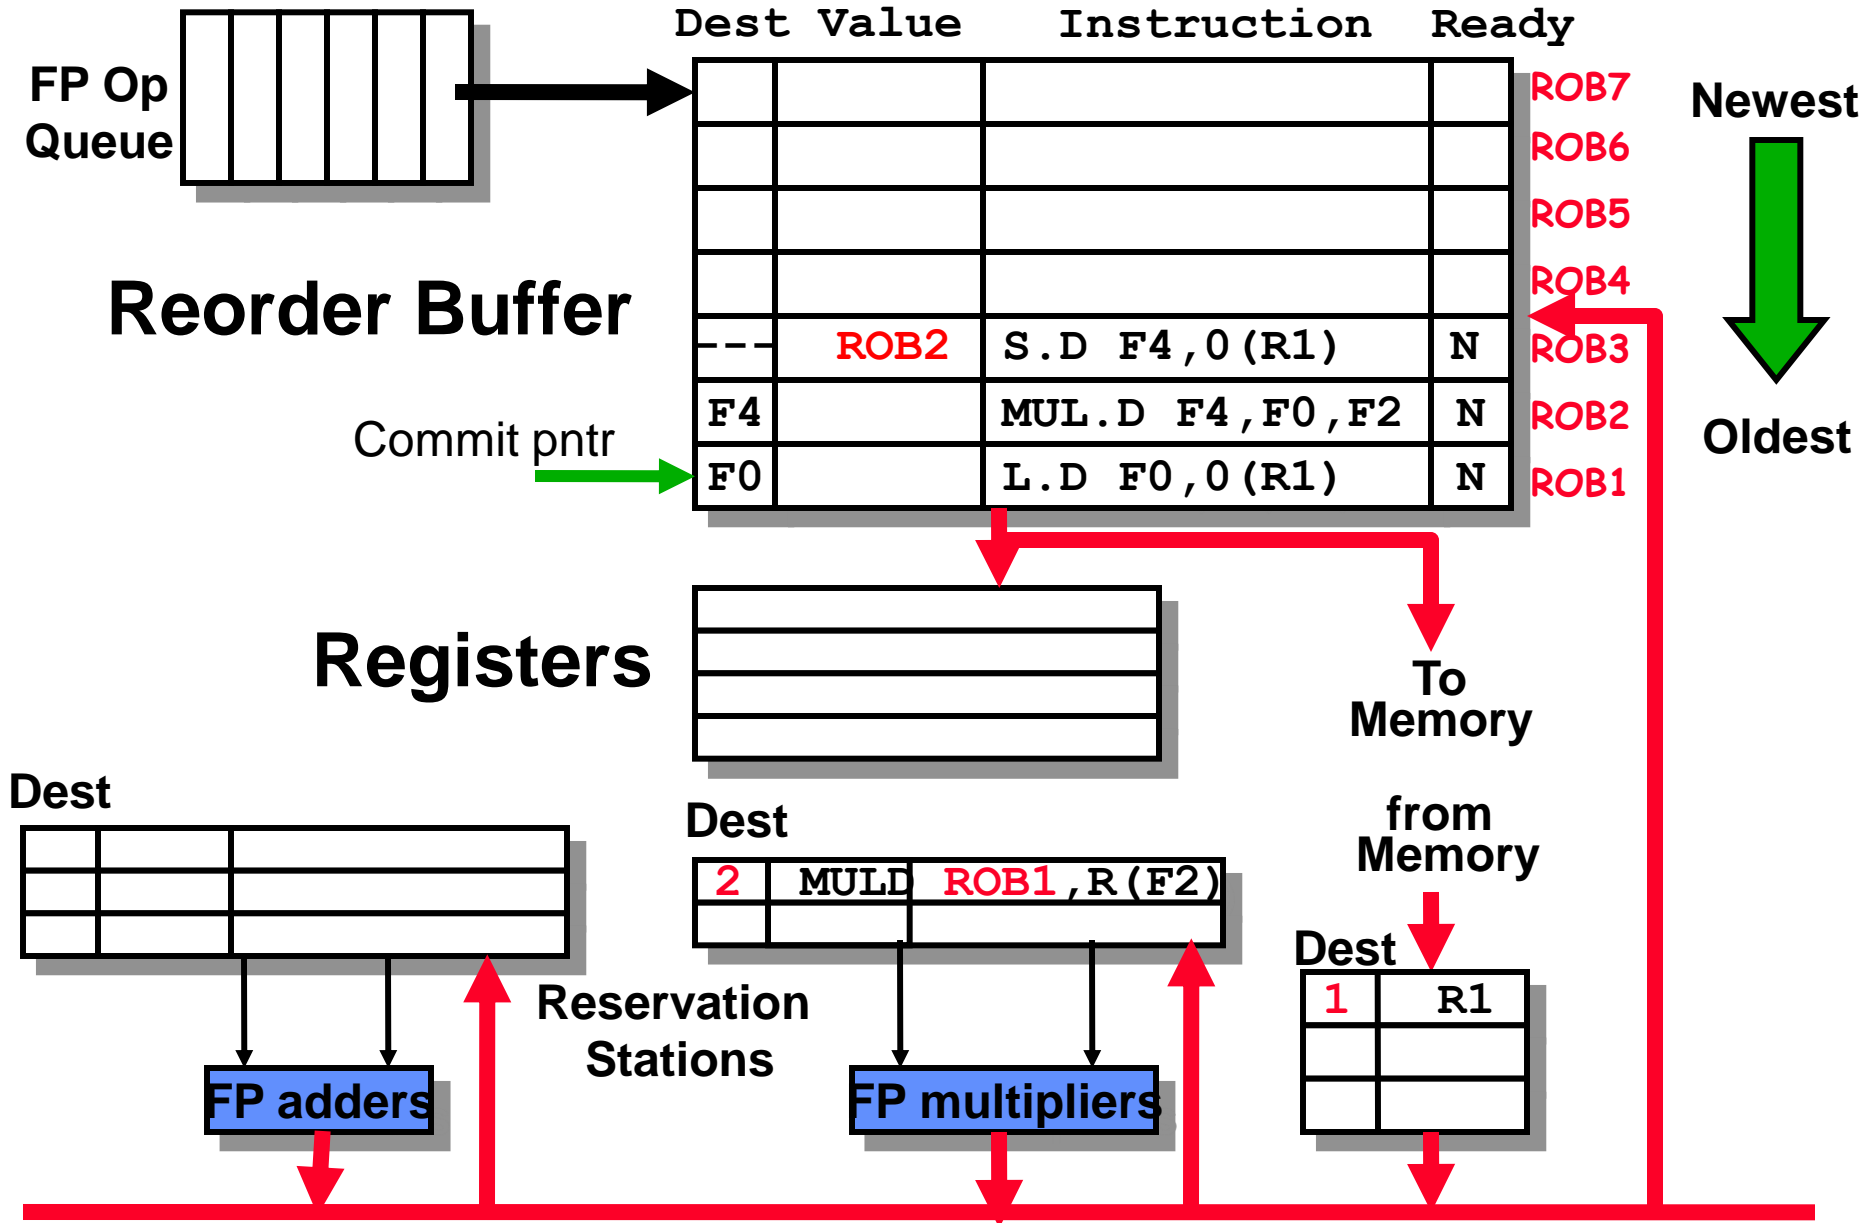 Dest Value Instruction Ready
FP Op
Queue
ROB7
Newest
ROB6
ROB5
Reorder Buffer
ROB4
--- ROB2 S.D F4,0(R1) N ROB3
F4 MUL.D F4,F0,F2 N ROB2
Oldest
Commit pntr
F0 L.D F0,0(R1) N ROB1
Registers
To
Memory
from
Memory
Dest
Dest
2 MULD ROB1,R(F2)
Dest
1 R1
Reservation
Stations
FP adders
FP multipliers